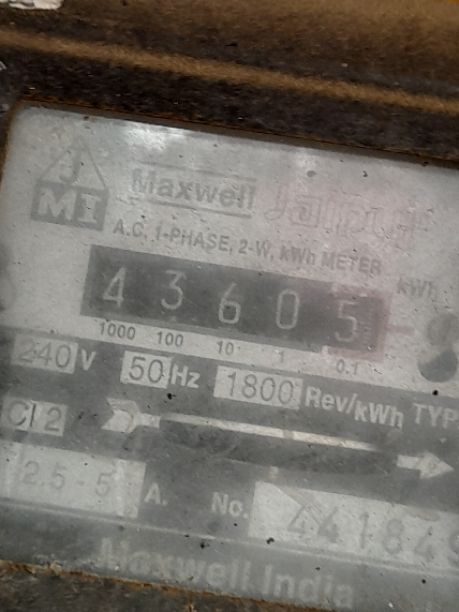 MI
Maxwell Jaipur
A.C. 1-PHASE, 2-W, kWh METER
kWh
4 3 6 0 5
1000 100 10 1 0.1
240 V 50 Hz 1800 Rev/kWh TYP
Cl 2
2.5 - 5 A. No. 441849
Maxwell India